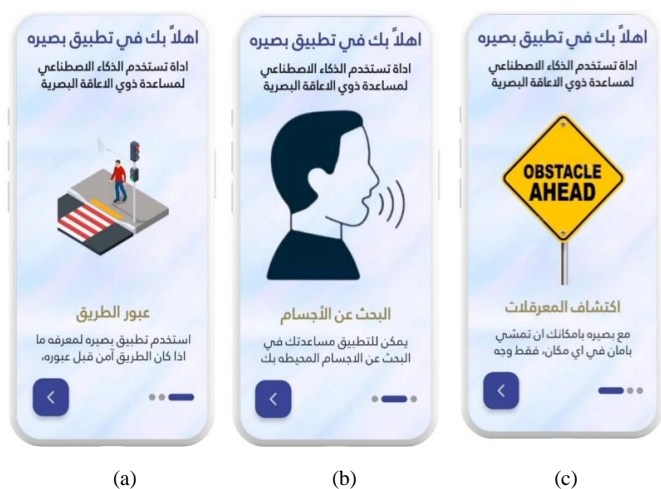 اهلاً بك في تطبيق بصيره
اداة تستخدم الذكاء الاصطناعي
لمساعدة ذوي الاعاقة البصرية
عبور الطريق
استخدم تطبيق بصيره لمعرفه ما
اذا كان الطريق آمن قبل عبوره,
(a)
اهلاً بك في تطبيق بصيره
اداة تستخدم الذكاء الاصطناعي
لمساعدة ذوي الاعاقة البصرية
البحث عن الأجسام
يمكن للتطبيق مساعدتك في
البحث عن الاجسام المحيطه بك
(b)
اهلاً بك في تطبيق بصيره
اداة تستخدم الذكاء الاصطناعي
لمساعدة ذوي الاعاقة البصرية
OBSTACLE
AHEAD
اكتشاف المعرقلات
مع بصيره بامكانك ان تمشي
بامان في اي مكان، فقط وجه
(c)